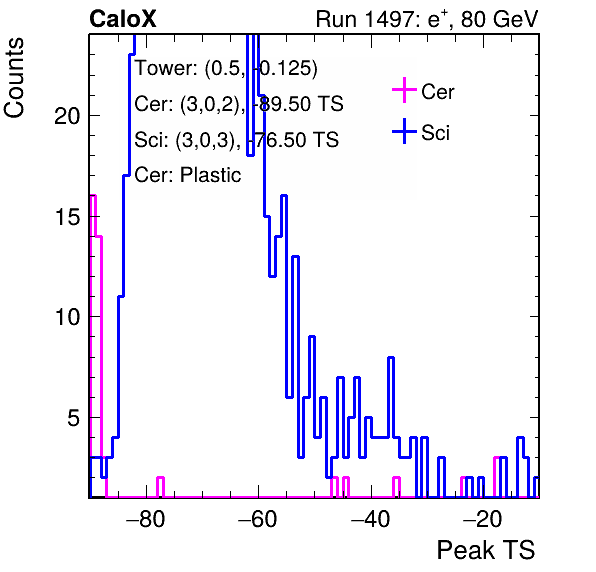 CaloX Run 1497: e⁺, 80 GeV
Counts
Tower: (0.5, -0.125)
Cer: (3,0,2), -89.50 TS
Sci: (3,0,3), -76.50 TS
Cer: Plastic
Cer
Sci
20
15
10
5
−80 −60 −40 −20
Peak TS